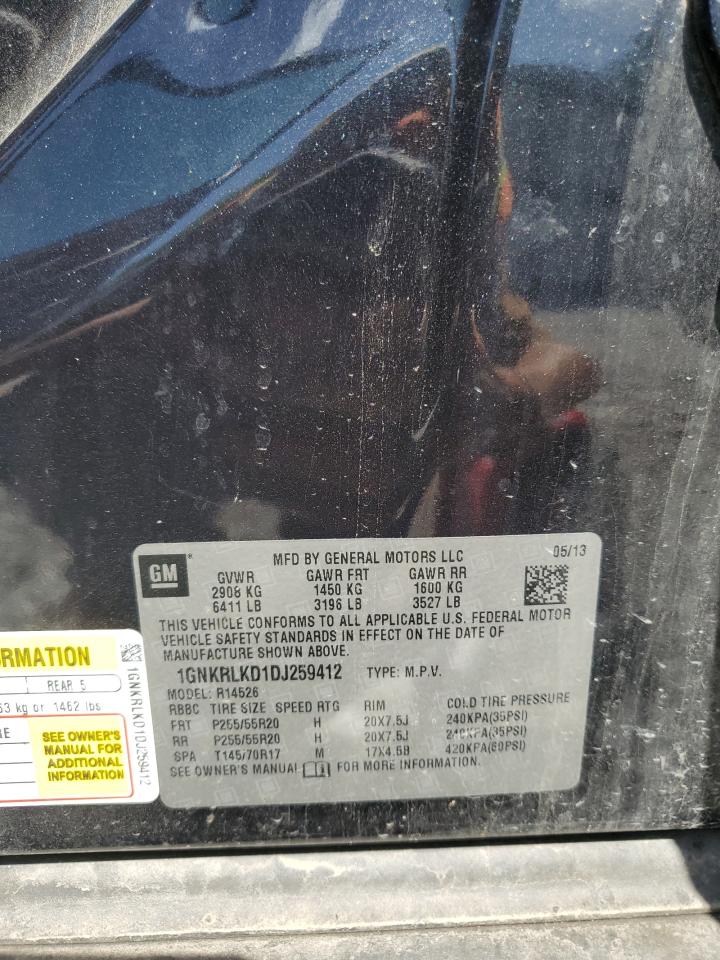 GM
MFD BY GENERAL MOTORS LLC 05/13
GVWR GAWR FRT GAWR RR
2908 KG 1450 KG 1600 KG
6411 LB 3196 LB 3527 LB
THIS VEHICLE CONFORMS TO ALL APPLICABLE U.S. FEDERAL MOTOR
VEHICLE SAFETY STANDARDS IN EFFECT ON THE DATE OF
MANUFACTURE SHOWN ABOVE.
1GNKRLKD1DJ259412 TYPE: M.P.V.
MODEL: R14526
RBBC TIRE SIZE SPEED RTG RIM COLD TIRE PRESSURE
FRT P255/55R20 H 20X7.5J 240KPA(35PSI)
RR P255/55R20 H 20X7.5J 240KPA(35PSI)
SPA T145/70R17 M 17X4.5B 420KPA(60PSI)
SEE OWNER'S MANUAL FOR MORE INFORMATION.
RMATION
REAR 5
63 kg or 1462 lbs
SEE OWNER'S
MANUAL FOR
ADDITIONAL
INFORMATION
1GNKRLKD1DJ259412